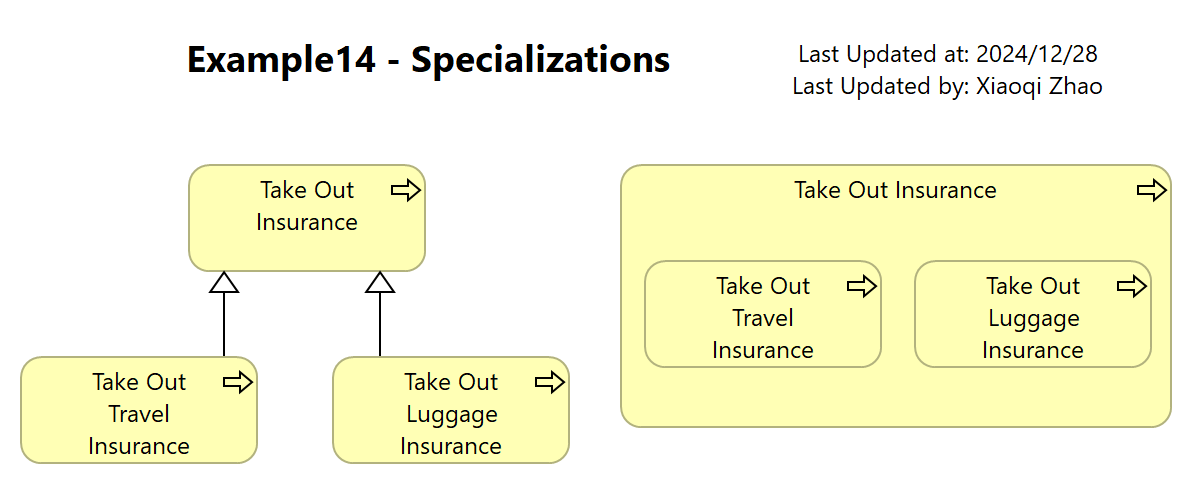 Example14 - Specializations
Last Updated at: 2024/12/28
Last Updated by: Xiaoqi Zhao
Take Out
Insurance
Take Out
Travel
Insurance
Take Out
Luggage
Insurance
Take Out Insurance
Take Out
Travel
Insurance
Take Out
Luggage
Insurance